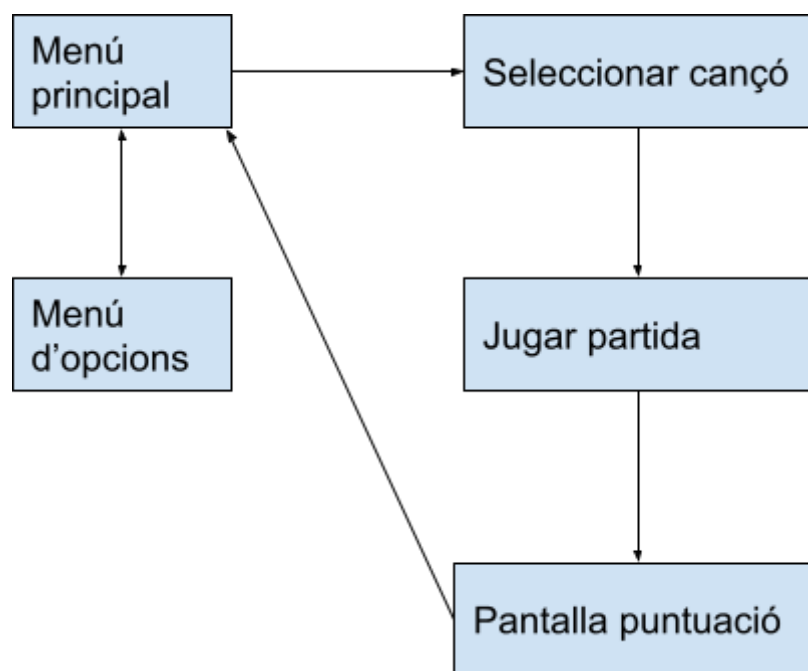 Menú
principal
Seleccionar cançó
Menú
d’opcions
Jugar partida
Pantalla puntuació